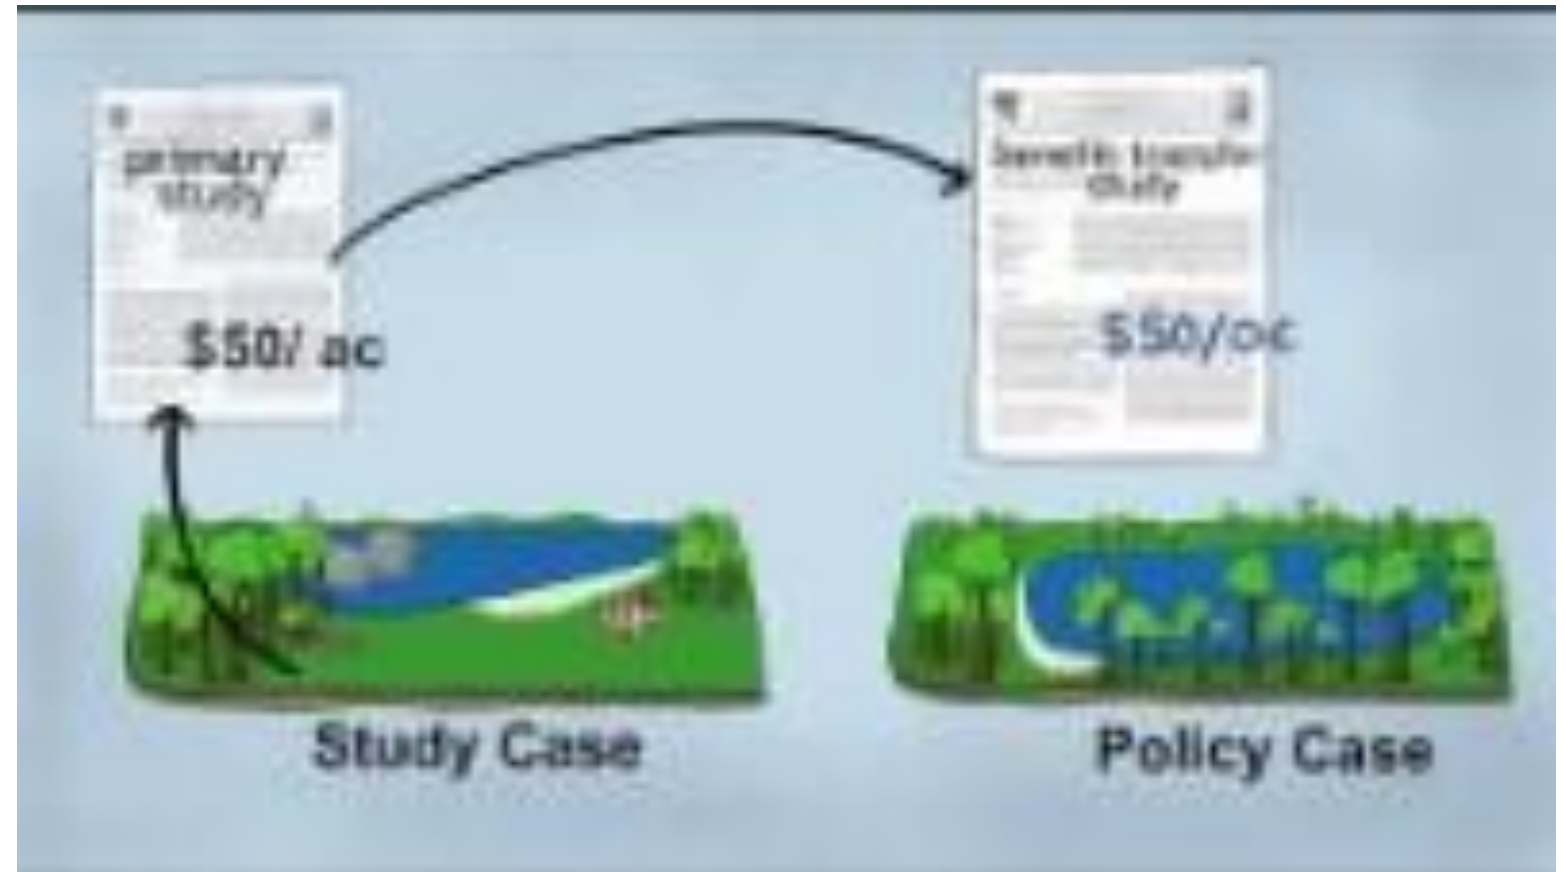 primary
study
$50/ ac
benefit transfer
study
$50/ac
Study Case
Policy Case